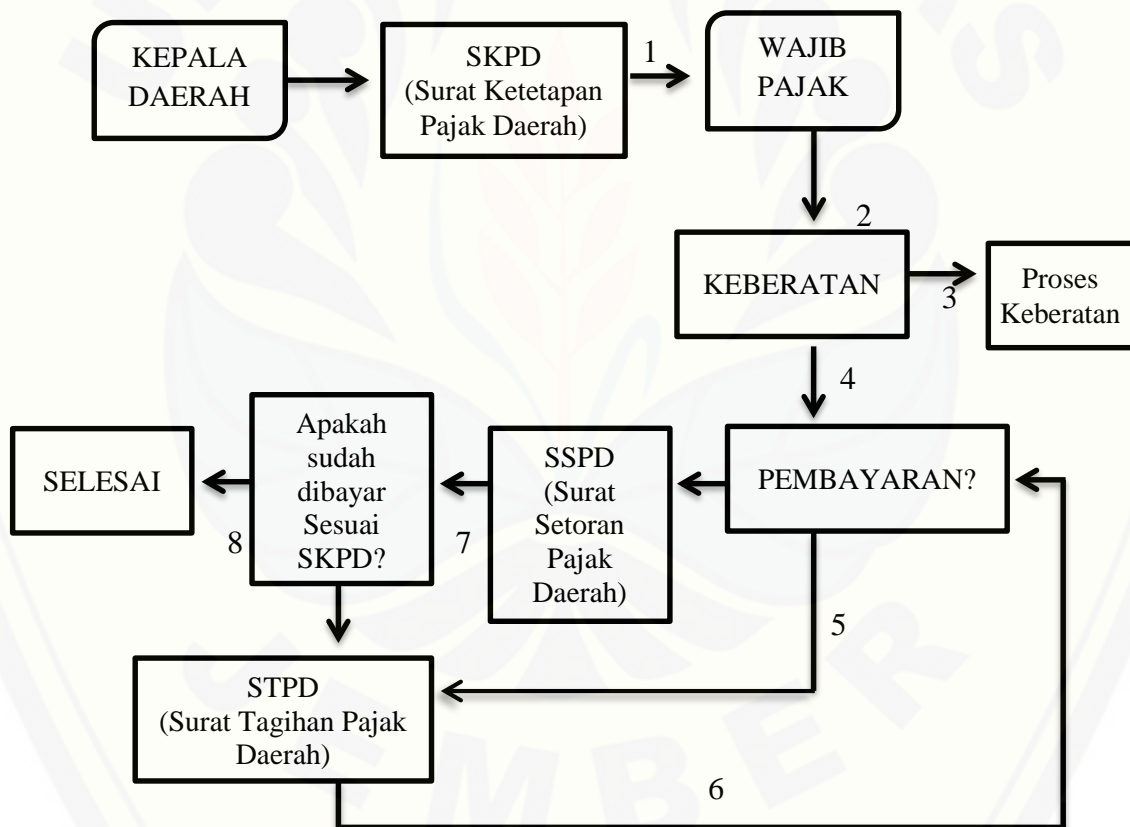 KEPALA
DAERAH
SKPD
(Surat Ketetapan
Pajak Daerah)
1
WAJIB
PAJAK
2
KEBERATAN
3
Proses
Keberatan
4
PEMBAYARAN?
SSPD
(Surat
Setoran
Pajak
Daerah)
7
Apakah
sudah
dibayar
Sesuai
SKPD?
8
SELESAI
5
STPD
(Surat Tagihan Pajak
Daerah)
6